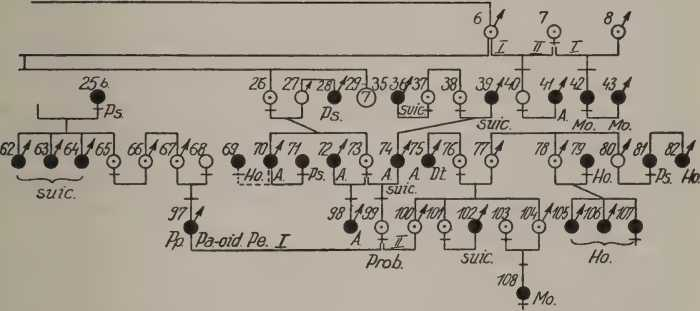 6 7 8
I II I
25b. 26 27 28 29 35 36 37 38 39 40 41 42 43
Ps. Ps. 7 suic. suic. A. Mo. Mo.
62 63 64 65 66 67 68 69 70 71 72 73 74 75 76 77 78 79 80 81 82
suic. Ho. A. Ps. A. A suic. A Dt. Ho. Ps. Ho.
97 98 99 100 101 102 103 104 105 106 107
Pp. Pa-oid. Pe. I A. II Prob. suic. Ho.
108
Mo.